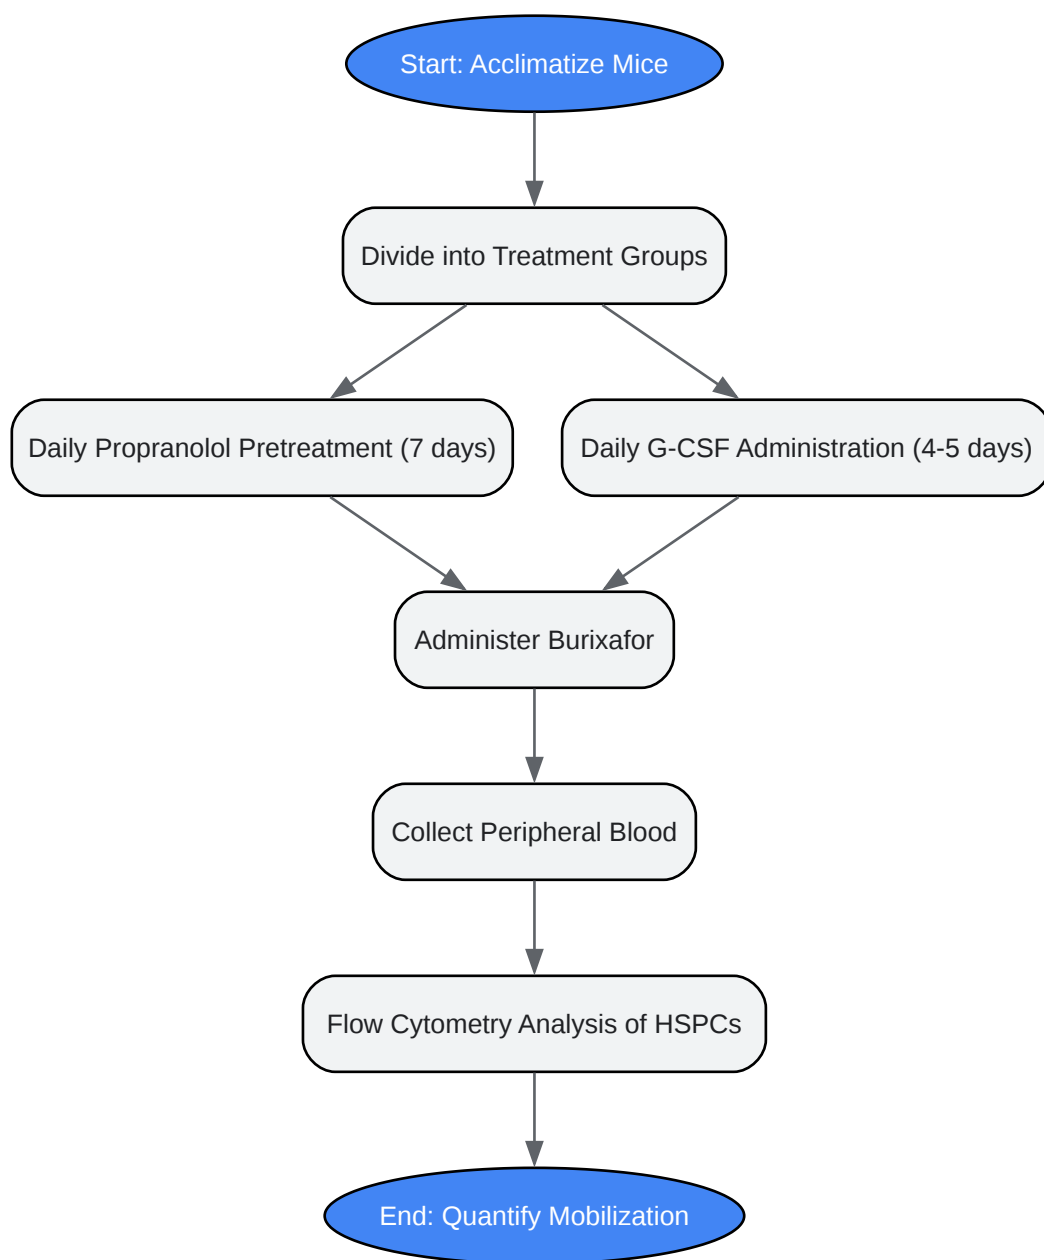 Start: Acclimatize Mice
Divide into Treatment Groups
Daily Propranolol Pretreatment (7 days)
Daily G-CSF Administration (4-5 days)
Administer Burixafor
Collect Peripheral Blood
Flow Cytometry Analysis of HSPCs
End: Quantify Mobilization